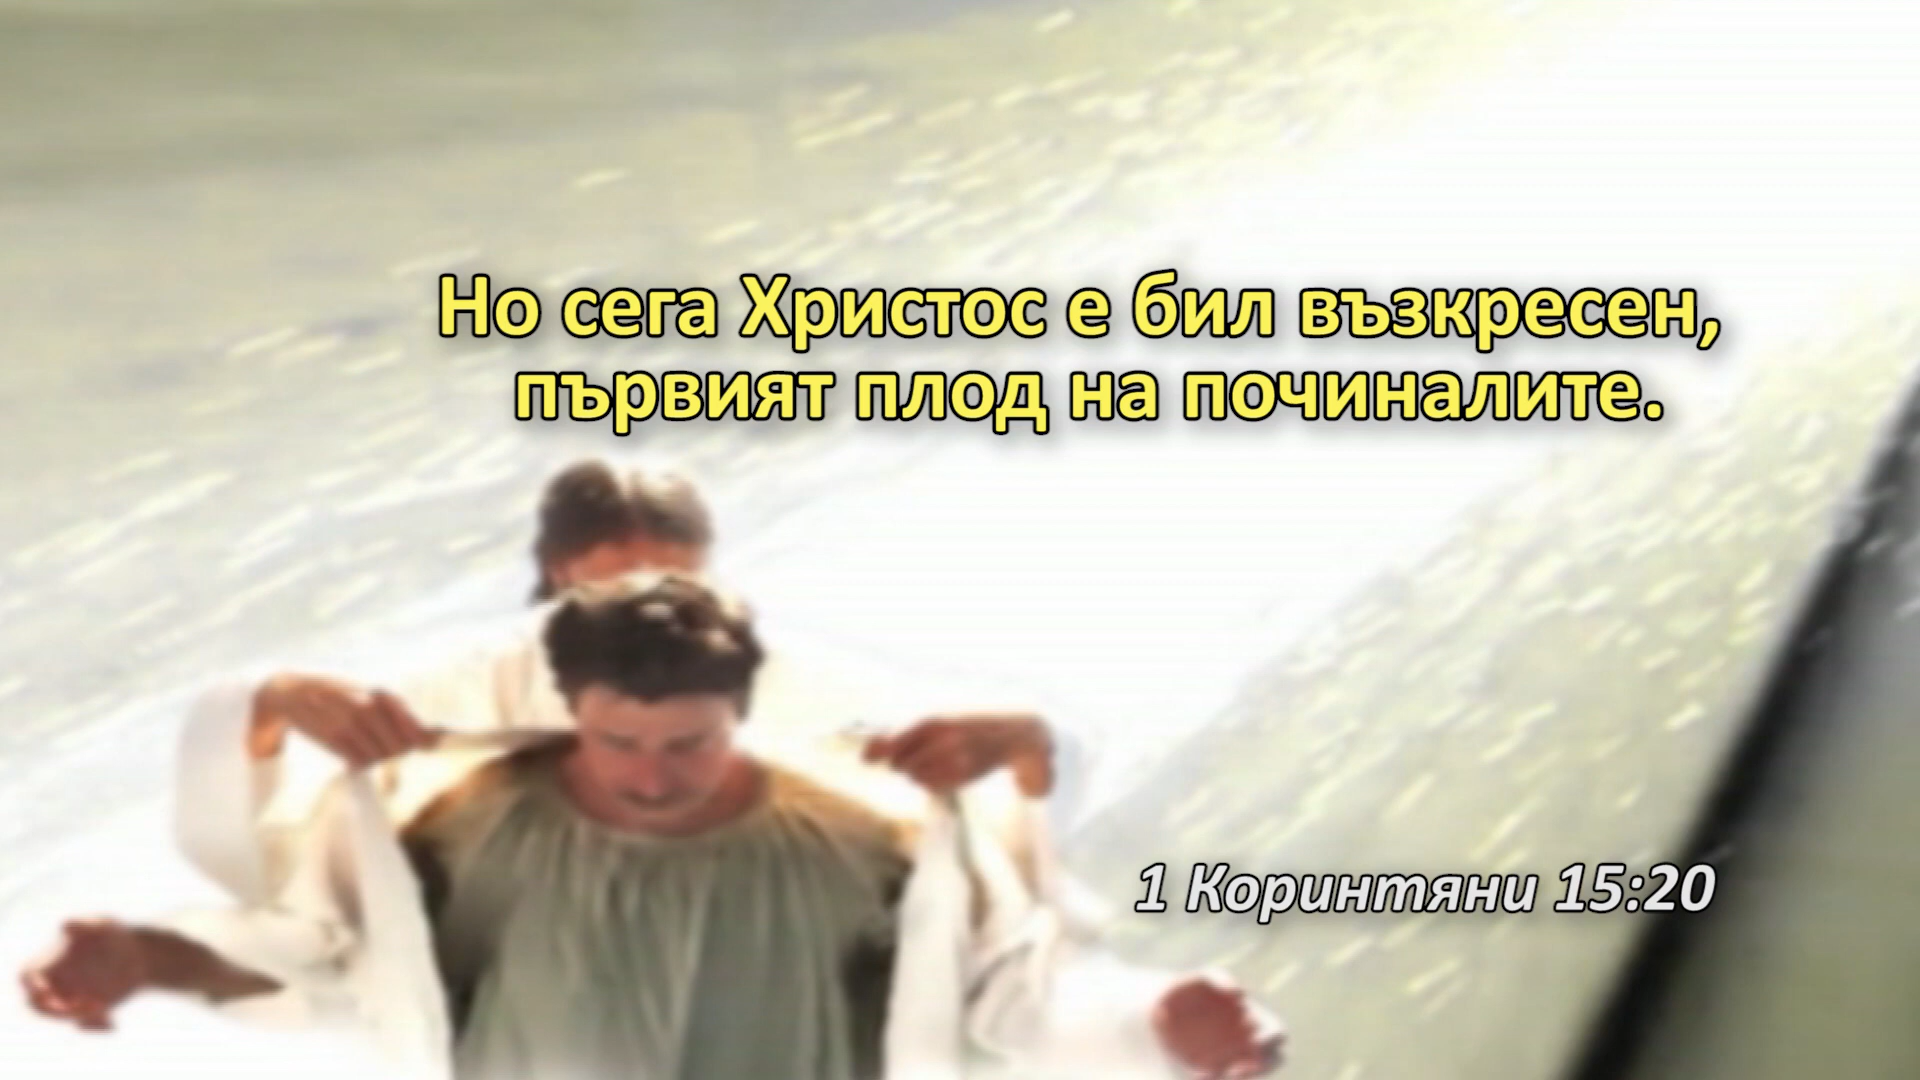 Но сега Христос е бил възкресен,
първият плод на починалите.
1 Коринтяни 15:20